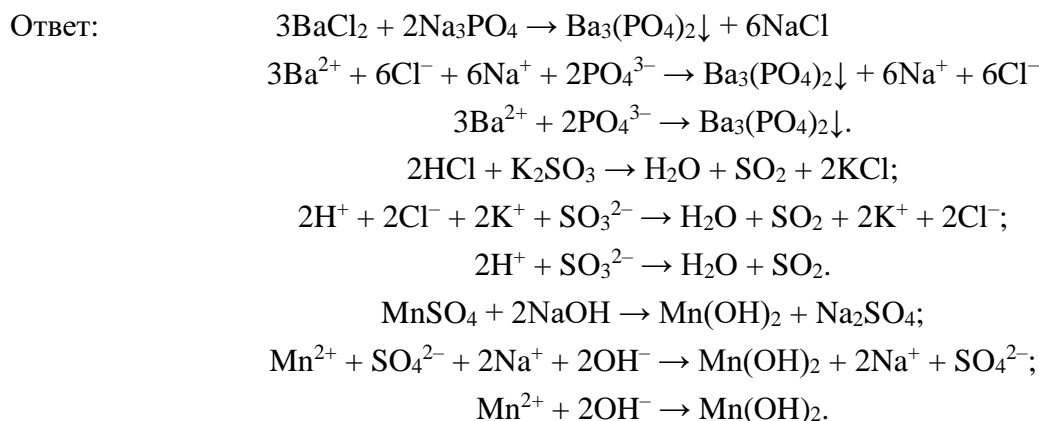 Ответ: 3BaCl₂ + 2Na₃PO₄ → Ba₃(PO₄)₂↓ + 6NaCl
3Ba²⁺ + 6Cl⁻ + 6Na⁺ + 2PO₄³⁻ → Ba₃(PO₄)₂↓ + 6Na⁺ + 6Cl⁻
3Ba²⁺ + 2PO₄³⁻ → Ba₃(PO₄)₂↓.
2HCl + K₂SO₃ → H₂O + SO₂ + 2KCl;
2H⁺ + 2Cl⁻ + 2K⁺ + SO₃²⁻ → H₂O + SO₂ + 2K⁺ + 2Cl⁻;
2H⁺ + SO₃²⁻ → H₂O + SO₂.
MnSO₄ + 2NaOH → Mn(OH)₂ + Na₂SO₄;
Mn²⁺ + SO₄²⁻ + 2Na⁺ + 2OH⁻ → Mn(OH)₂ + 2Na⁺ + SO₄²⁻;
Mn²⁺ + 2OH⁻ → Mn(OH)₂.